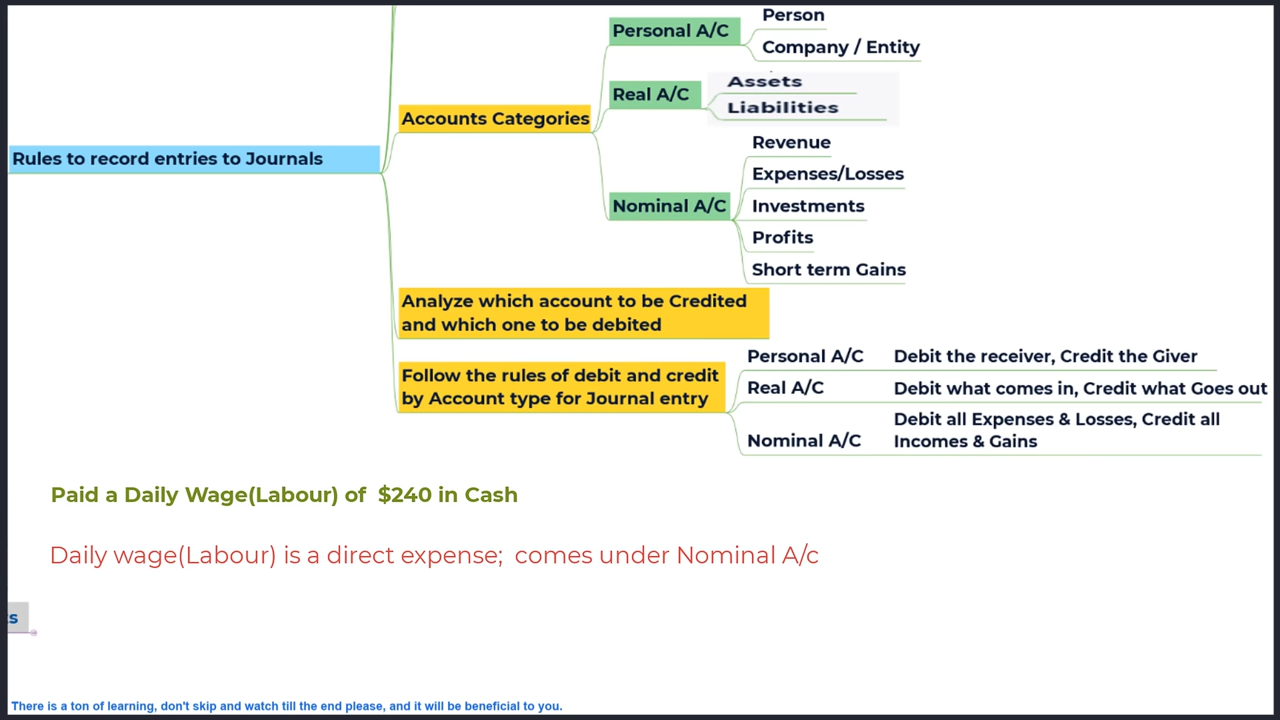 Rules to record entries to Journals
Accounts Categories
Personal A/C
Person
Company / Entity
Real A/C
Assets
Liabilities
Nominal A/C
Revenue
Expenses/Losses
Investments
Profits
Short term Gains
Analyze which account to be Credited
and which one to be debited
Follow the rules of debit and credit
by Account type for Journal entry
Personal A/C Debit the receiver, Credit the Giver
Real A/C Debit what comes in, Credit what Goes out
Nominal A/C Debit all Expenses & Losses, Credit all
Incomes & Gains
Paid a Daily Wage(Labour) of $240 in Cash
Daily wage(Labour) is a direct expense; comes under Nominal A/c
There is a ton of learning, don't skip and watch till the end please, and it will be beneficial to you.